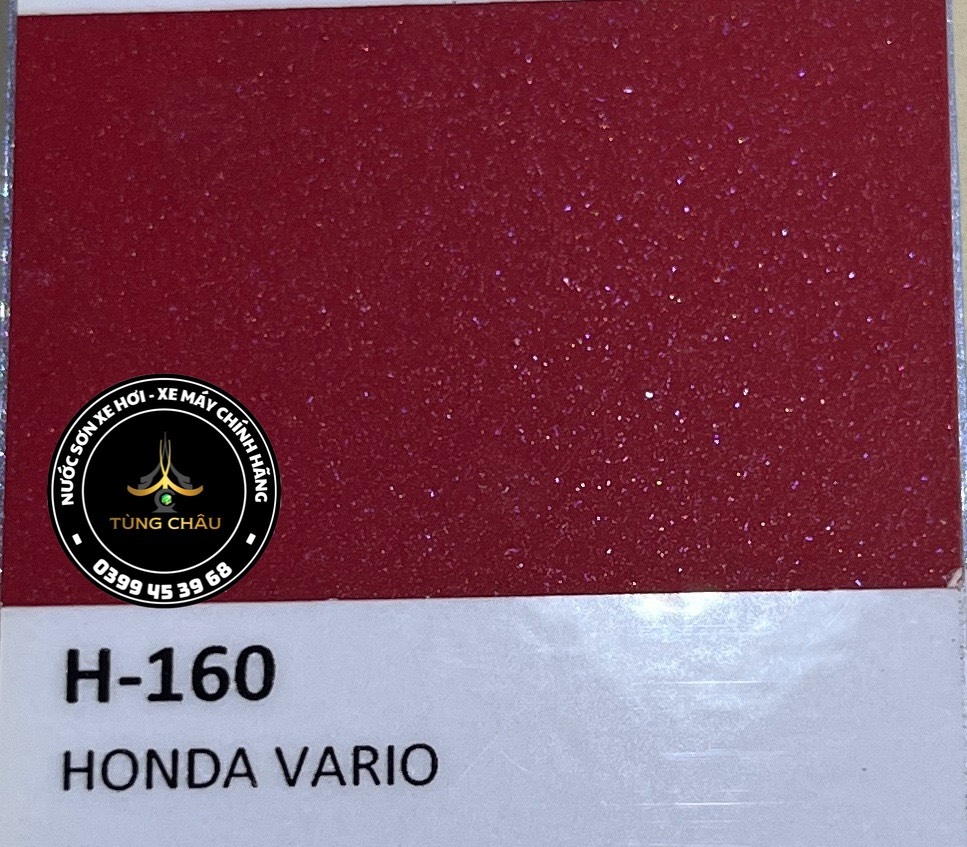 NƯỚC SƠN XE HƠI - XE MÁY CHÍNH HÃNG
TÙNG CHÂU
0399 45 39 68
H-160
HONDA VARIO